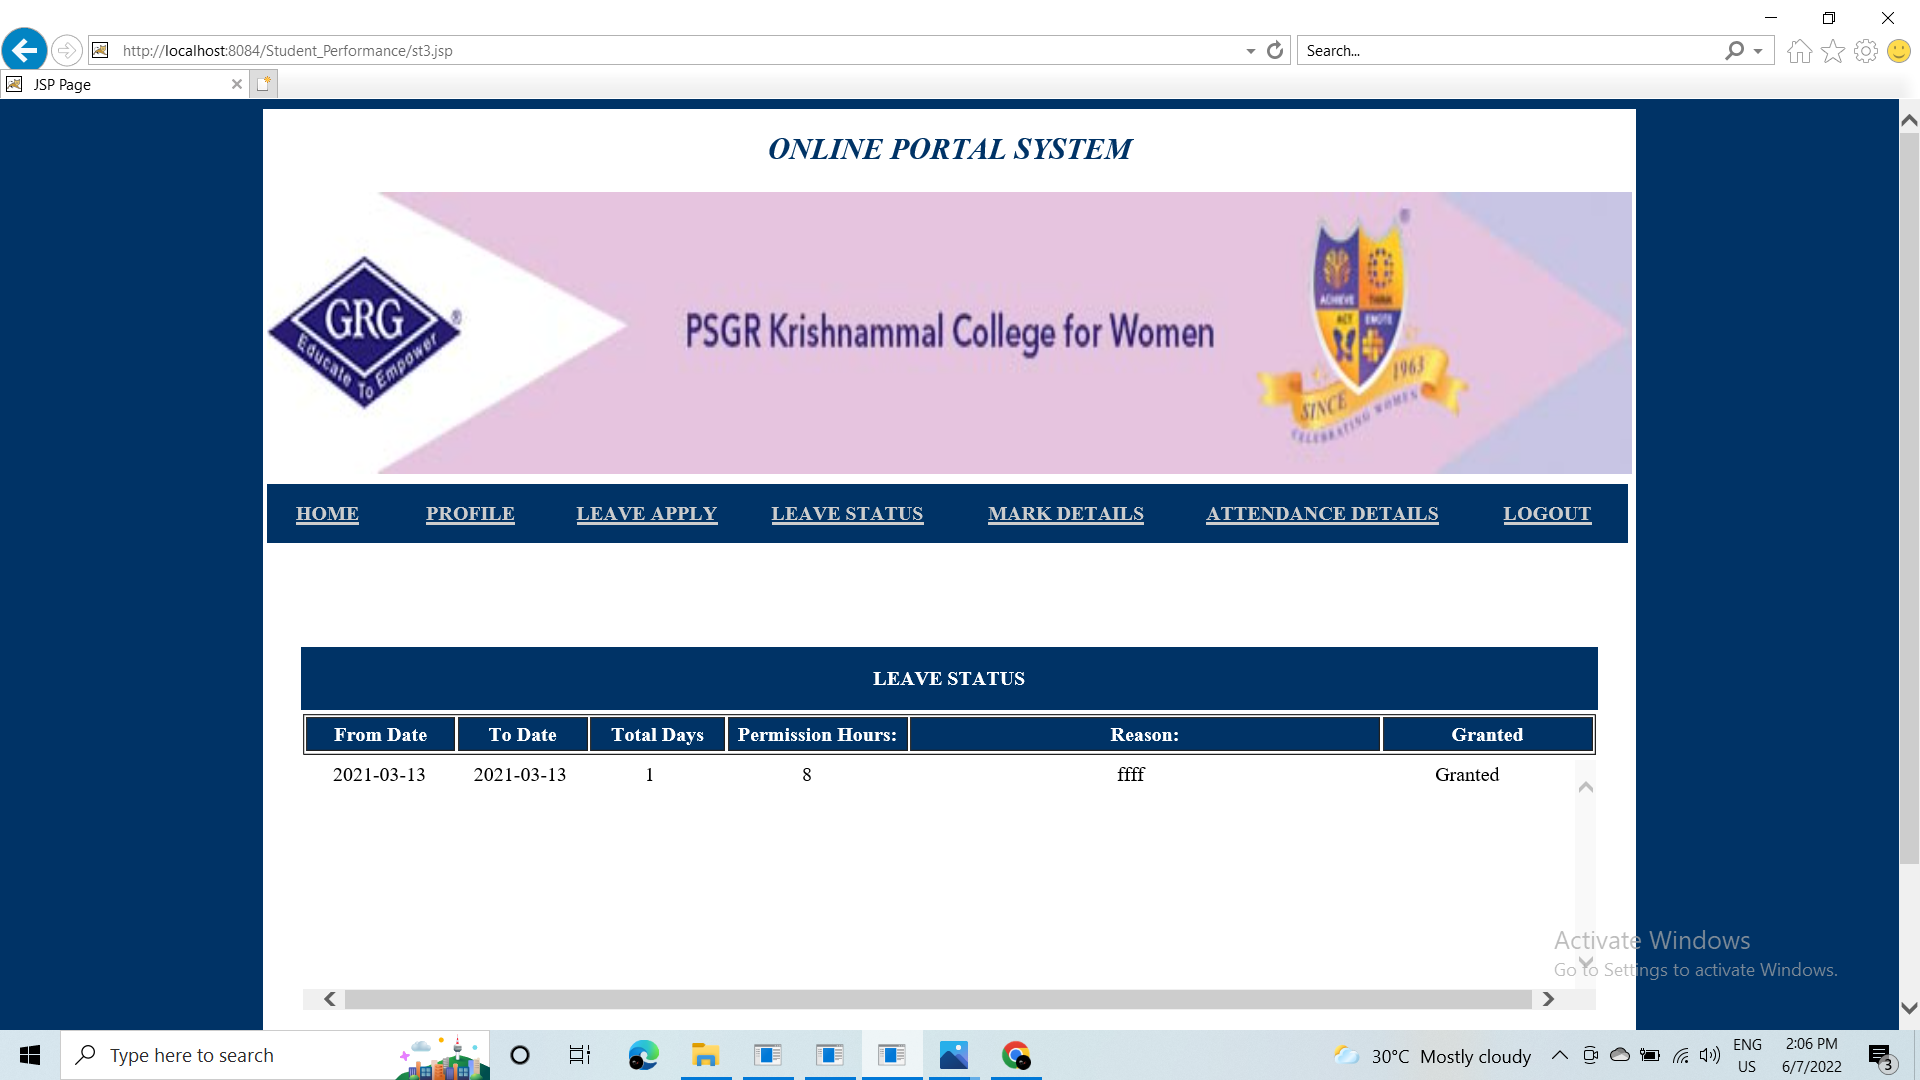 http://localhost:8084/Student_Performance/st3.jsp
Search...
JSP Page
ONLINE PORTAL SYSTEM
GRG
®
Educate To Empower
PSGR Krishnammal College for Women
®
ACHIEVE THINK
ACT EMOTE
SINCE 1963
CELEBRATING WOMEN
HOME PROFILE LEAVE APPLY LEAVE STATUS MARK DETAILS ATTENDANCE DETAILS LOGOUT
LEAVE STATUS
From Date To Date Total Days Permission Hours: Reason: Granted
2021-03-13 2021-03-13 1 8 ffff Granted
Activate Windows
Go to Settings to activate Windows.
Type here to search
30°C Mostly cloudy
ENG
US
2:06 PM
6/7/2022
3